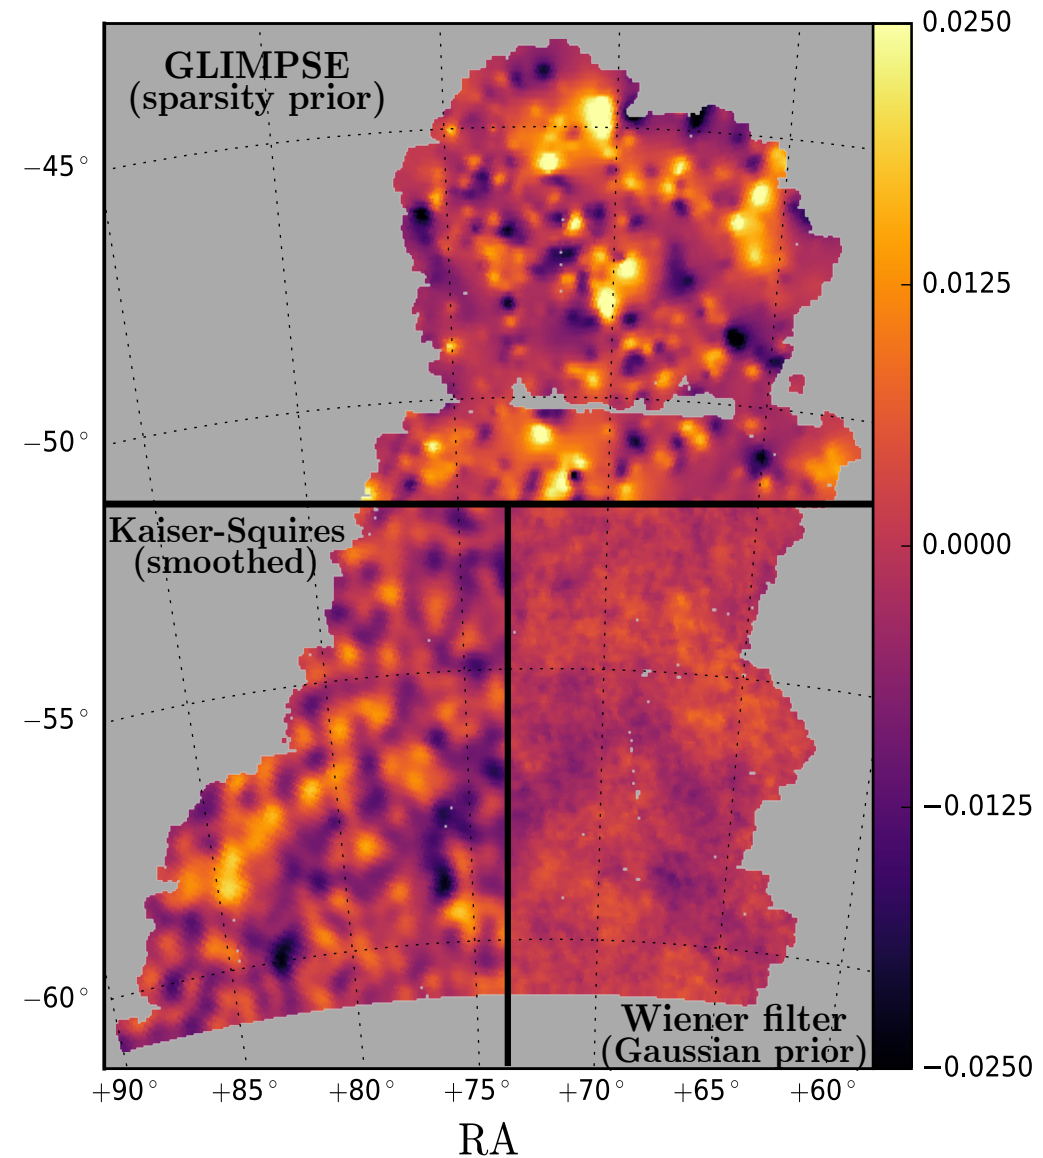 GLIMPSE
(sparsity prior)
Kaiser-Squires
(smoothed)
Wiener filter
(Gaussian prior)
−45°
−50°
−55°
−60°
+90° +85° +80° +75° +70° +65° +60°
RA
0.0250
0.0125
0.0000
−0.0125
−0.0250